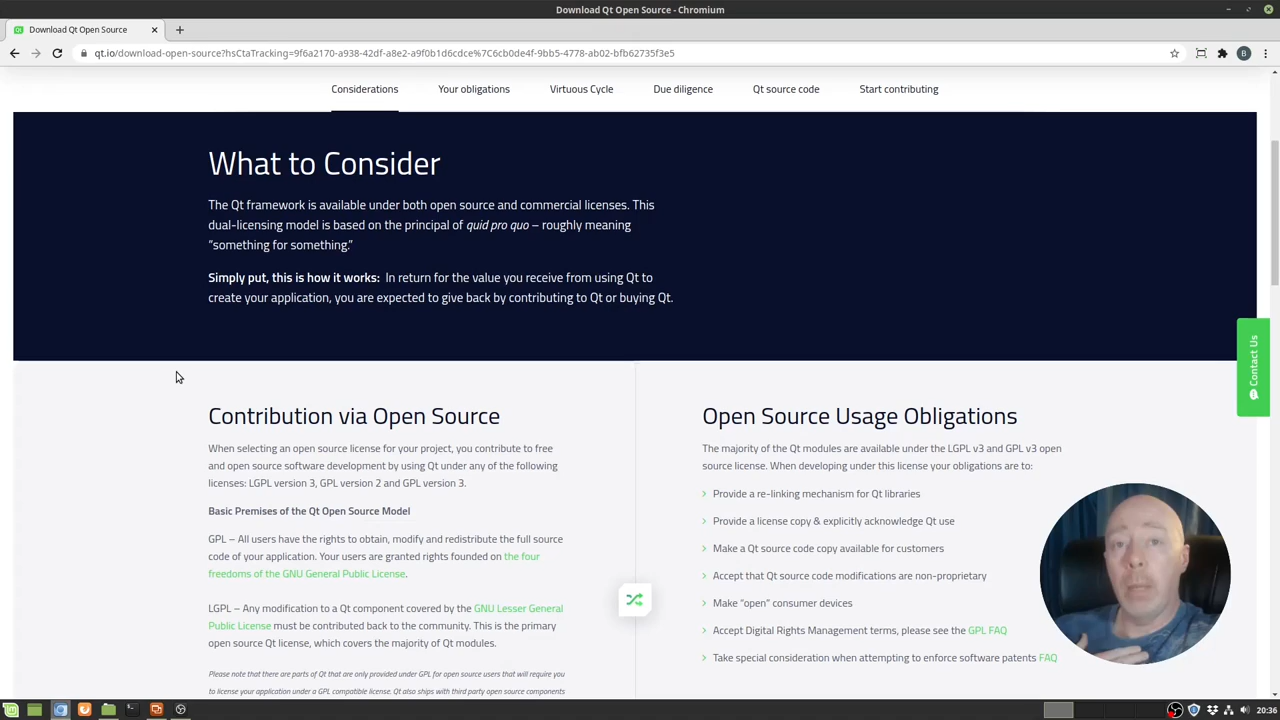 Download Qt Open Source - Chromium
Download Qt Open Source
qt.io/download-open-source?hsCtaTracking=9f6a2170-a938-42df-a8e2-a9f0b1d6cdce%7C6cb0de4f-9bb5-4778-ab02-bfb62735f3e5
B
Considerations Your obligations Virtuous Cycle Due diligence Qt source code Start contributing
What to Consider
The Qt framework is available under both open source and commercial licenses. This
dual-licensing model is based on the principal of quid pro quo – roughly meaning
“something for something.”
Simply put, this is how it works: In return for the value you receive from using Qt to
create your application, you are expected to give back by contributing to Qt or buying Qt.
Contact Us
Contribution via Open Source
When selecting an open source license for your project, you contribute to free
and open source software development by using Qt under any of the following
licenses: LGPL version 3, GPL version 2 and GPL version 3.
Basic Premises of the Qt Open Source Model
GPL – All users have the rights to obtain, modify and redistribute the full source
code of your application. Your users are granted rights founded on the four
freedoms of the GNU General Public License.
LGPL – Any modification to a Qt component covered by the GNU Lesser General
Public License must be contributed back to the community. This is the primary
open source Qt license, which covers the majority of Qt modules.
Please note that there are parts of Qt that are only provided under GPL for open source users that will require you
to license your application under a GPL compatible license. Qt also ships with third party open source components
Open Source Usage Obligations
The majority of the Qt modules are available under the LGPL v3 and GPL v3 open
source license. When developing under this license your obligations are to:
Provide a re-linking mechanism for Qt libraries
Provide a license copy & explicitly acknowledge Qt use
Make a Qt source code copy available for customers
Accept that Qt source code modifications are non-proprietary
Make “open” consumer devices
Accept Digital Rights Management terms, please see the GPL FAQ
Take special consideration when attempting to enforce software patents FAQ
20:36